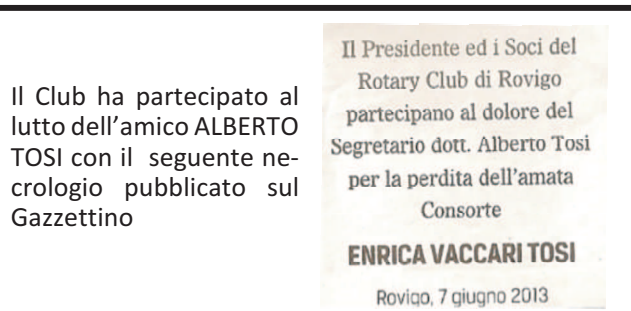 Il Club ha partecipato al
lutto dell'amico ALBERTO
TOSI con il seguente ne-
crologio pubblicato sul
Gazzettino
Il Presidente ed i Soci del
Rotary Club di Rovigo
partecipano al dolore del
Segretario dott. Alberto Tosi
per la perdita dell'amata
Consorte
ENRICA VACCARI TOSI
Rovigo, 7 giugno 2013